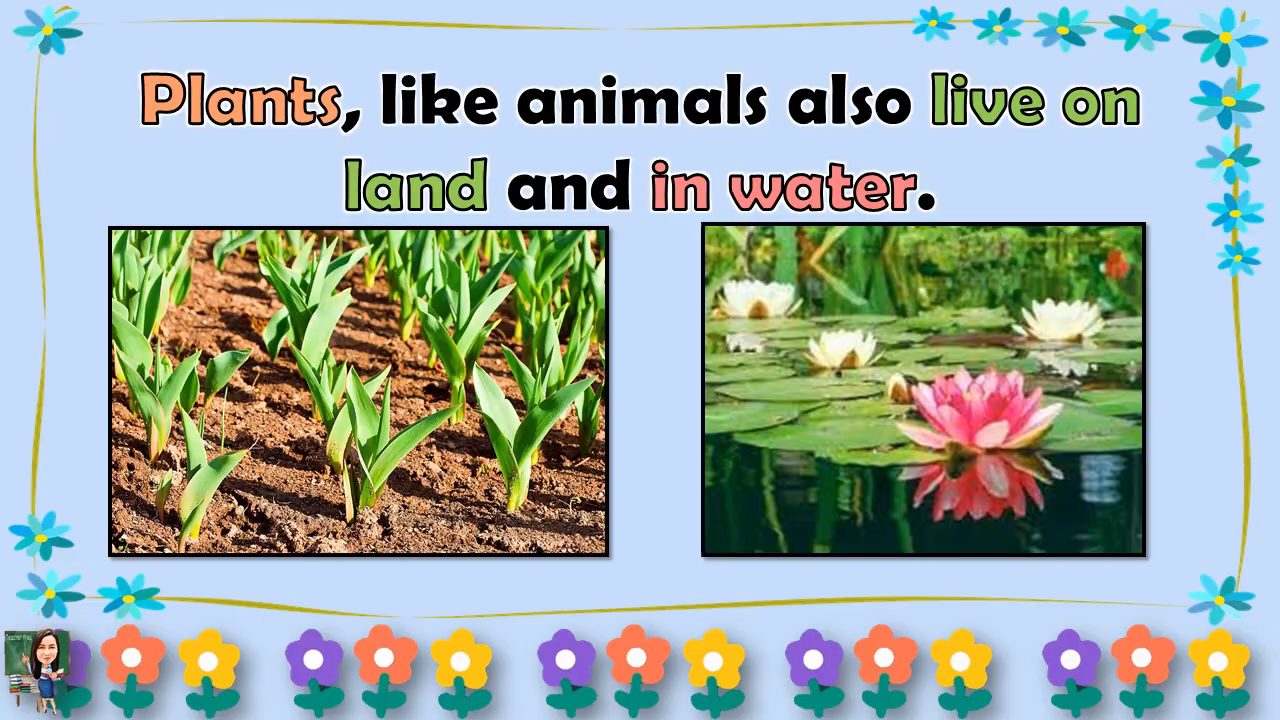 Plants, like animals also live on
land and in water.